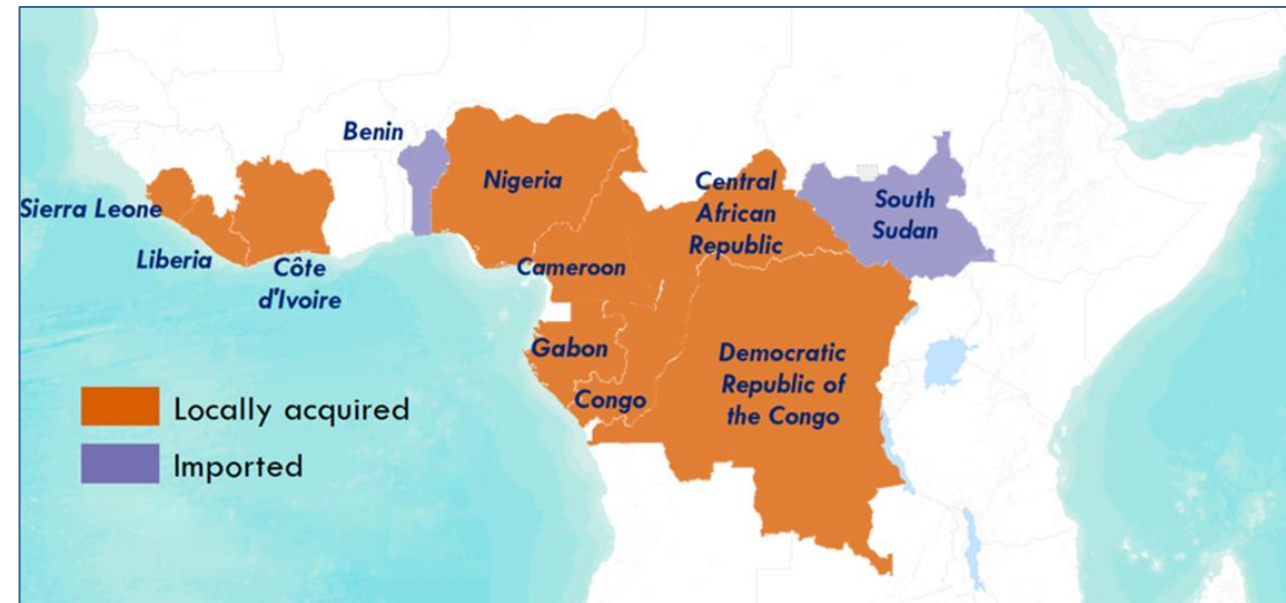 Benin
Nigeria
Central
African
Republic
South
Sudan
Sierra Leone
Liberia
Côte
d'Ivoire
Cameroon
Gabon
Congo
Democratic
Republic of
the Congo
Locally acquired
Imported